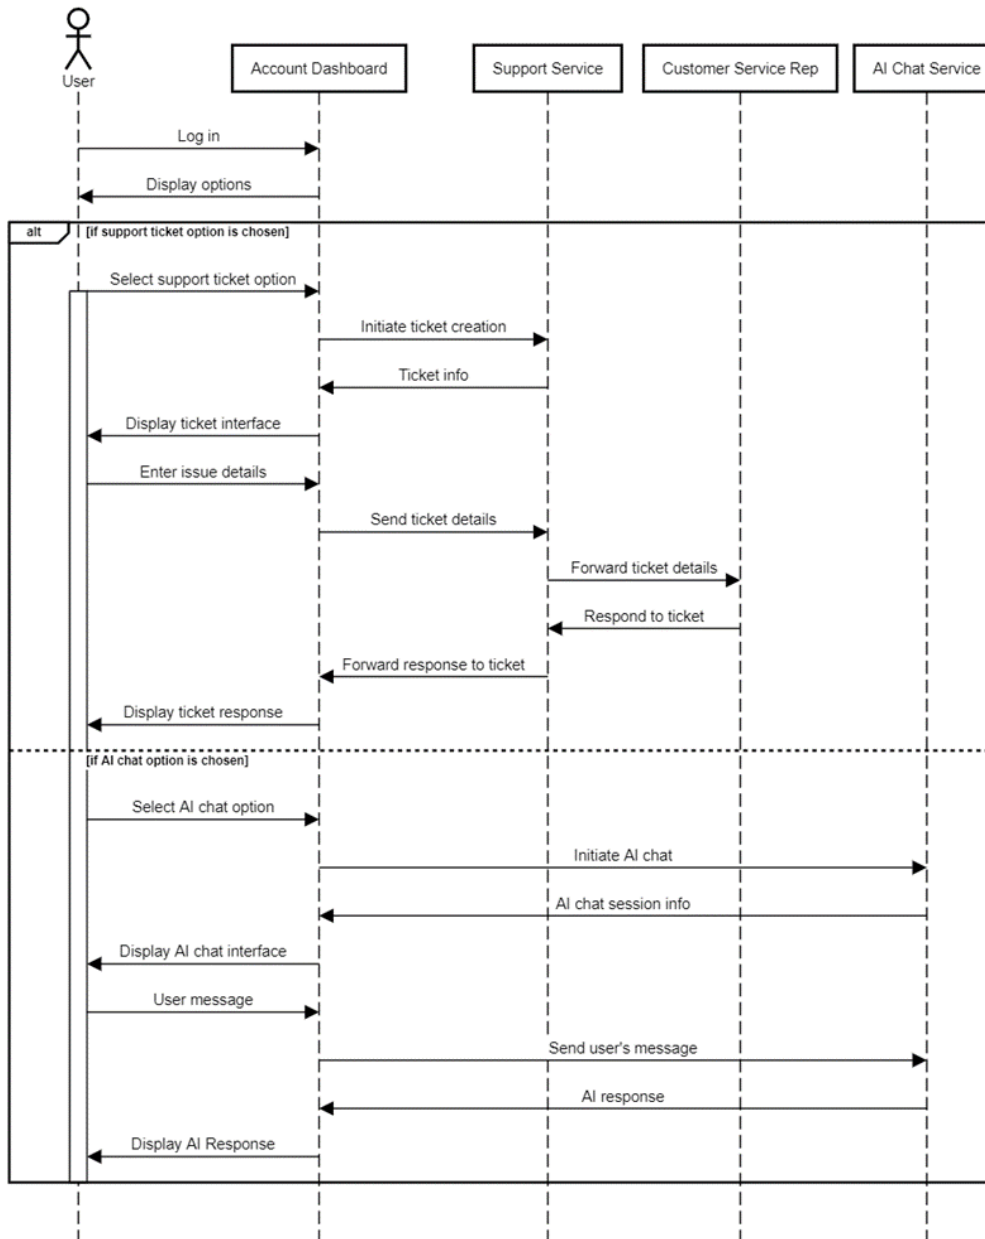 User
Account Dashboard
Support Service
Customer Service Rep
AI Chat Service
Log in
Display options
alt
[if support ticket option is chosen]
Select support ticket option
Initiate ticket creation
Ticket info
Display ticket interface
Enter issue details
Send ticket details
Forward ticket details
Respond to ticket
Forward response to ticket
Display ticket response
[if AI chat option is chosen]
Select AI chat option
Initiate AI chat
AI chat session info
Display AI chat interface
User message
Send user's message
AI response
Display AI Response